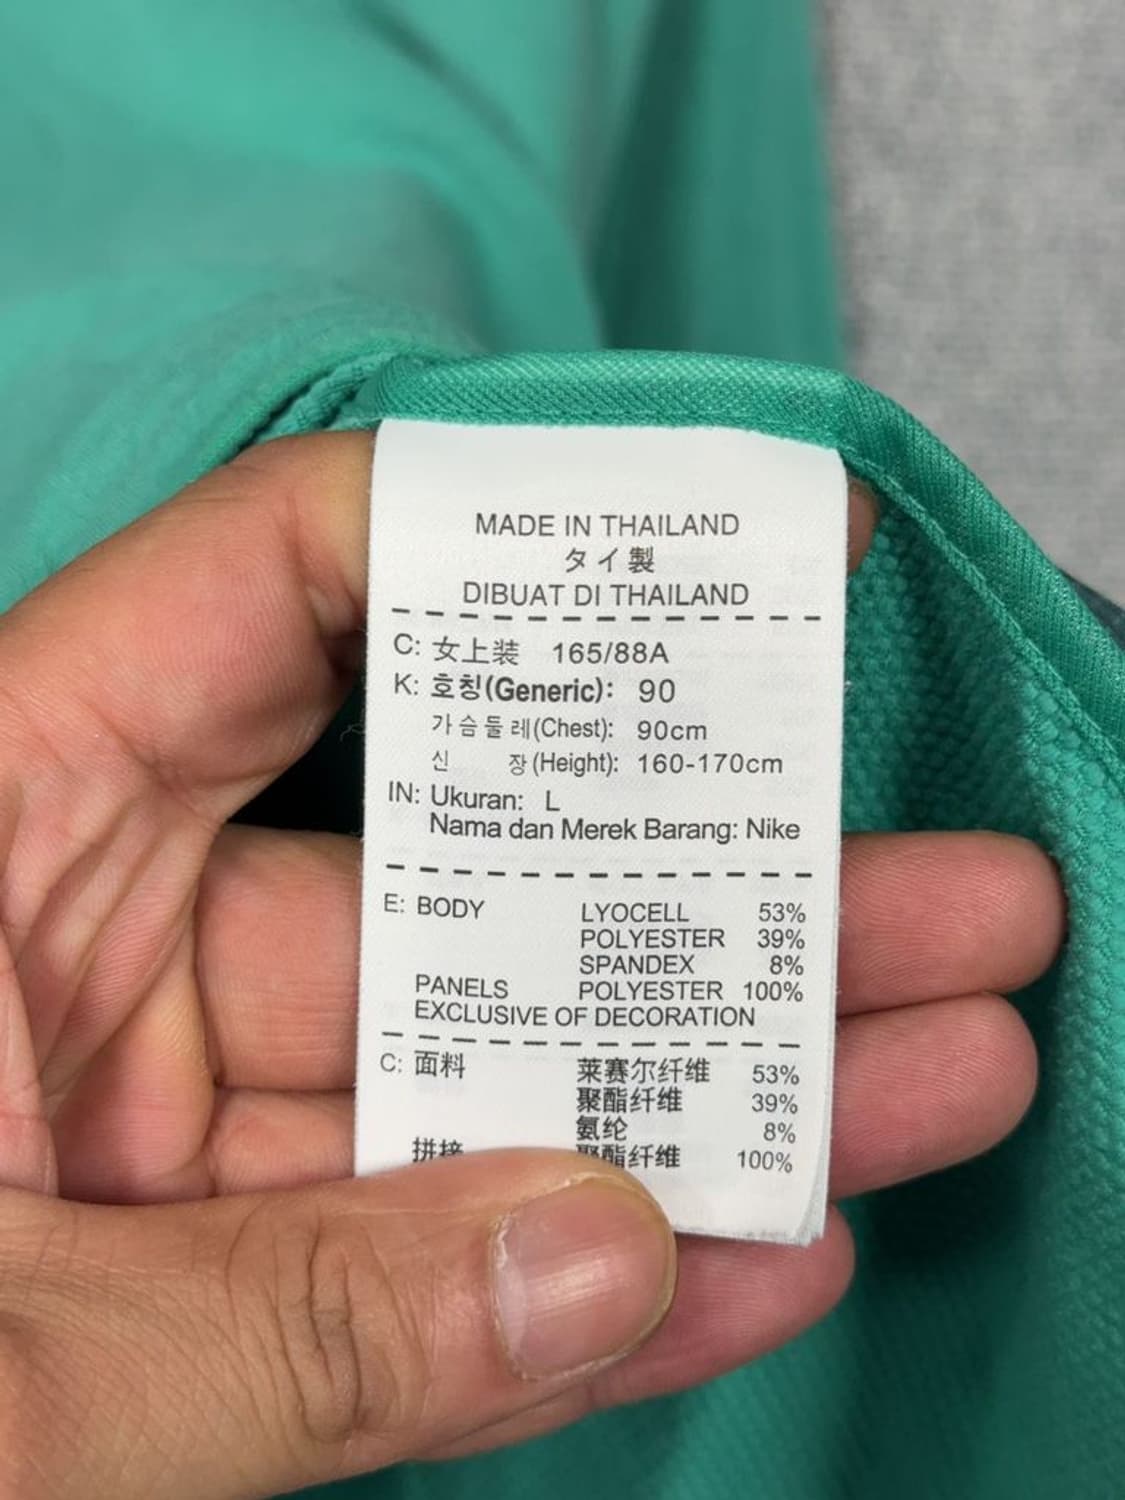 MADE IN THAILAND
タイ製
DIBUAT DI THAILAND
C: 女上装 165/88A
K: 호칭(Generic): 90
가슴둘레(Chest): 90cm
신 장(Height): 160-170cm
IN: Ukuran: L
Nama dan Merek Barang: Nike
E: BODY LYOCELL 53%
POLYESTER 39%
SPANDEX 8%
PANELS POLYESTER 100%
EXCLUSIVE OF DECORATION
C: 面料 莱赛尔纤维 53%
聚酯纤维 39%
氨纶 8%
拼接 聚酯纤维 100%